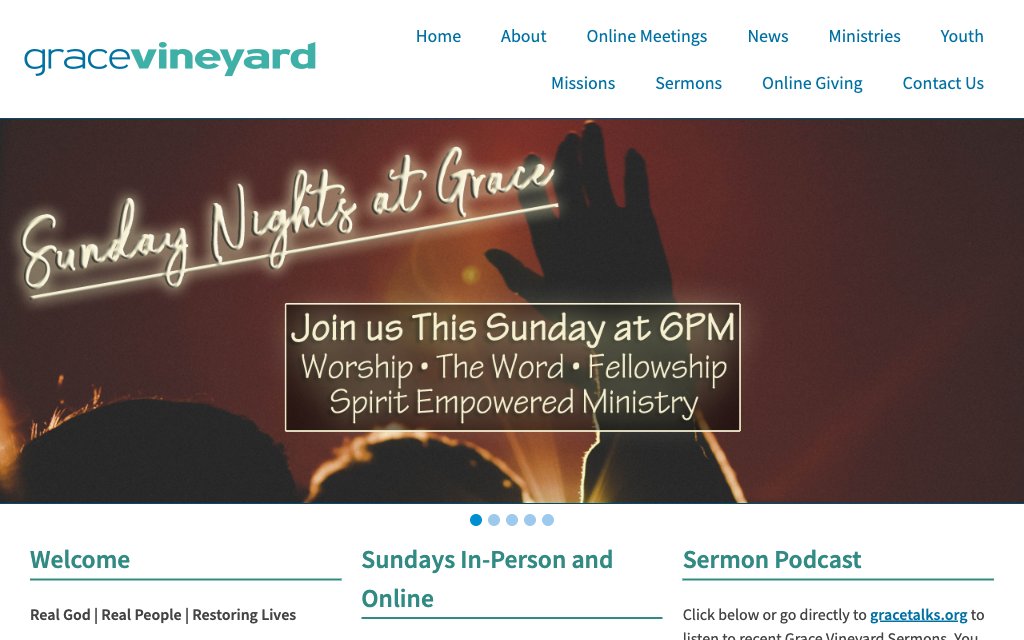 gracevineyard
Home About Online Meetings News Ministries Youth
Missions Sermons Online Giving Contact Us
Sunday Nights at Grace
Join us This Sunday at 6PM
Worship • The Word • Fellowship
Spirit Empowered Ministry
Welcome
Real God | Real People | Restoring Lives
Sundays In-Person and
Online
Sermon Podcast
Click below or go directly to gracetalks.org to
listen to recent Grace Vineyard Sermons. You